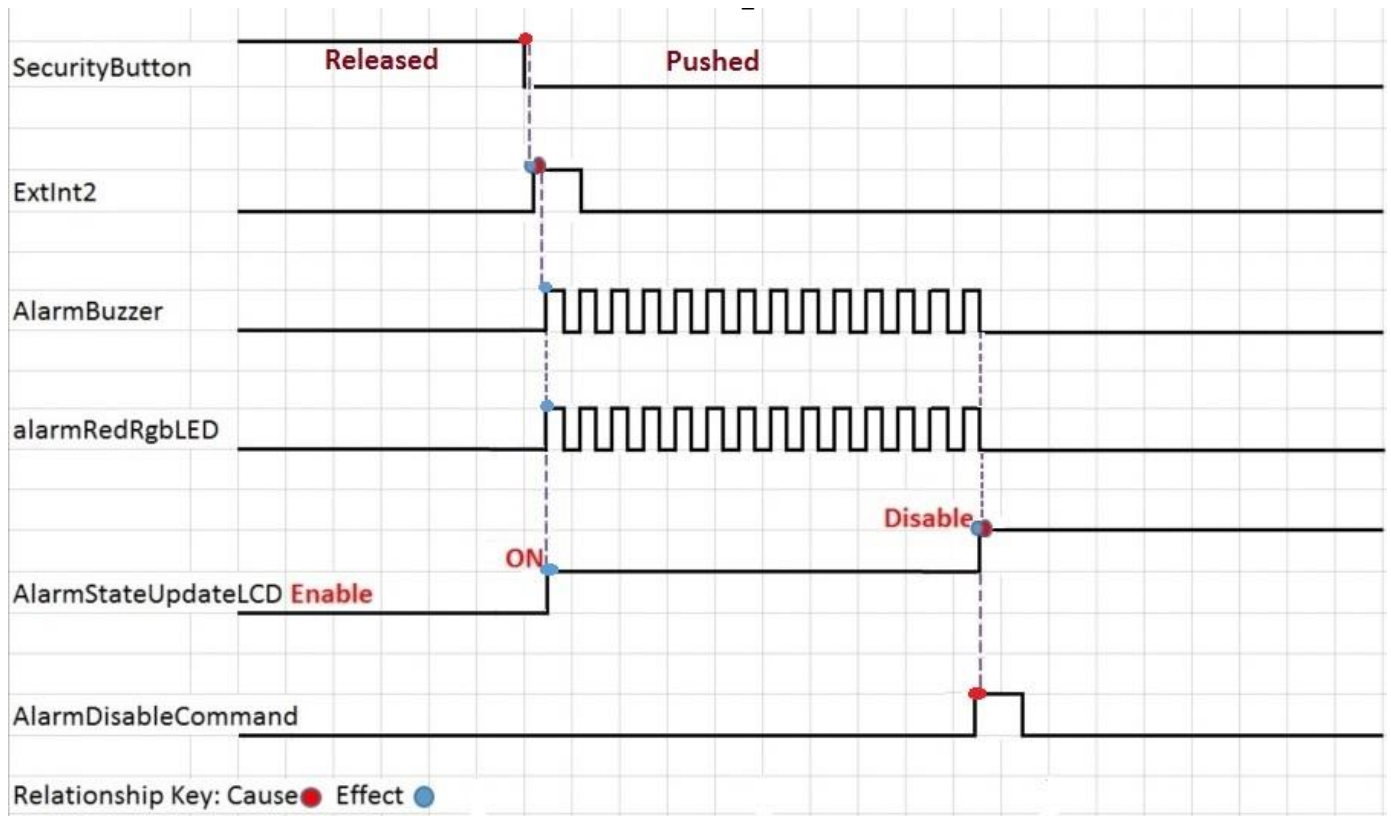 SecurityButton Released Pushed
ExtInt2
AlarmBuzzer
alarmRedRgbLED
Disable
ON
AlarmStateUpdateLCD Enable
AlarmDisableCommand
Relationship Key: Cause Effect